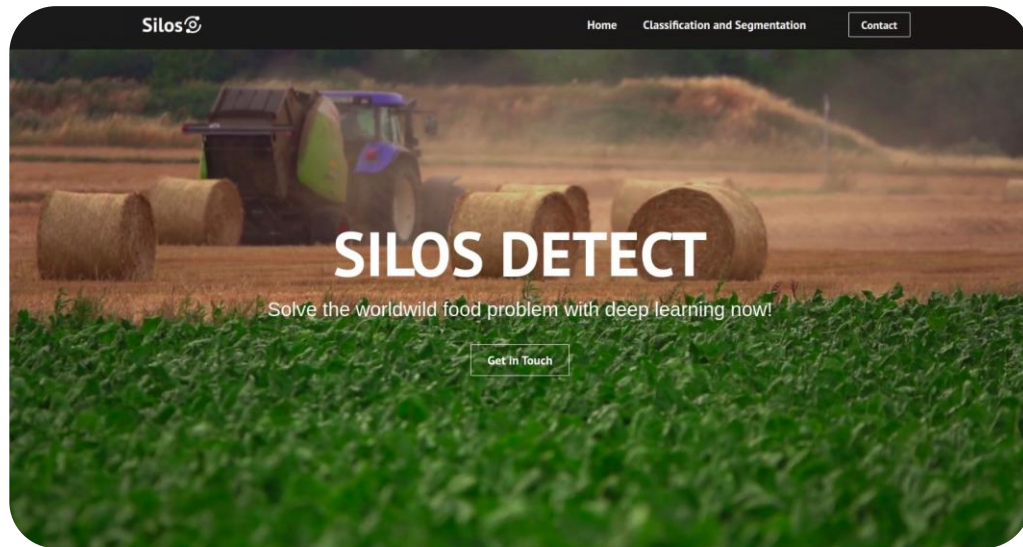 Silos
Home
Classification and Segmentation
Contact
SILOS DETECT
Solve the worldwild food problem with deep learning now!
Get in Touch